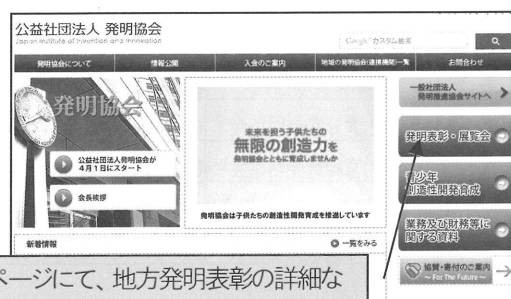 公益社団法人 発明協会
Japan Institute of Invention and Innovation
Google カスタム検索
発明協会について
情報公開
入会のご案内
地域の発明協会(連携機関)一覧
お問合わせ
発明協会
公益社団法人発明協会が
4月1日にスタート
会長挨拶
未来を担う子供たちの
無限の創造力を
発明協会とともに育成しませんか
発明協会は子供たちの創造性開発育成を推進しています
一般社団法人
発明推進協会サイトへ
発明表彰・展覧会
青少年
創造性開発育成
業務及び財務等に
関する資料
協賛・寄付のご案内
~ For The Future ~
新着情報
一覧をみる
ページにて、地方発明表彰の詳細な